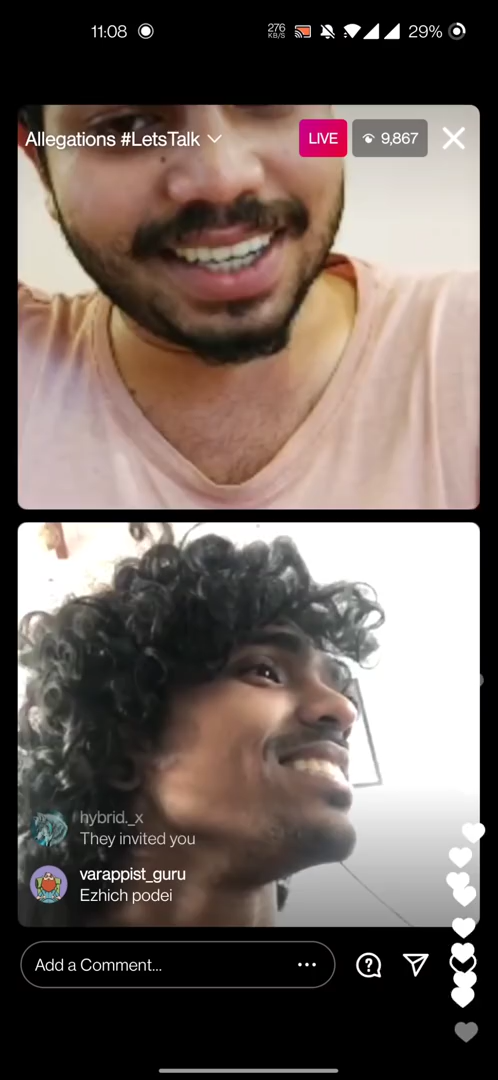 11:08
276
KB/S
29%
Allegations #LetsTalk
LIVE
9,867
hybrid._x
They invited you
varappist_guru
Ezhich podei
Add a Comment...